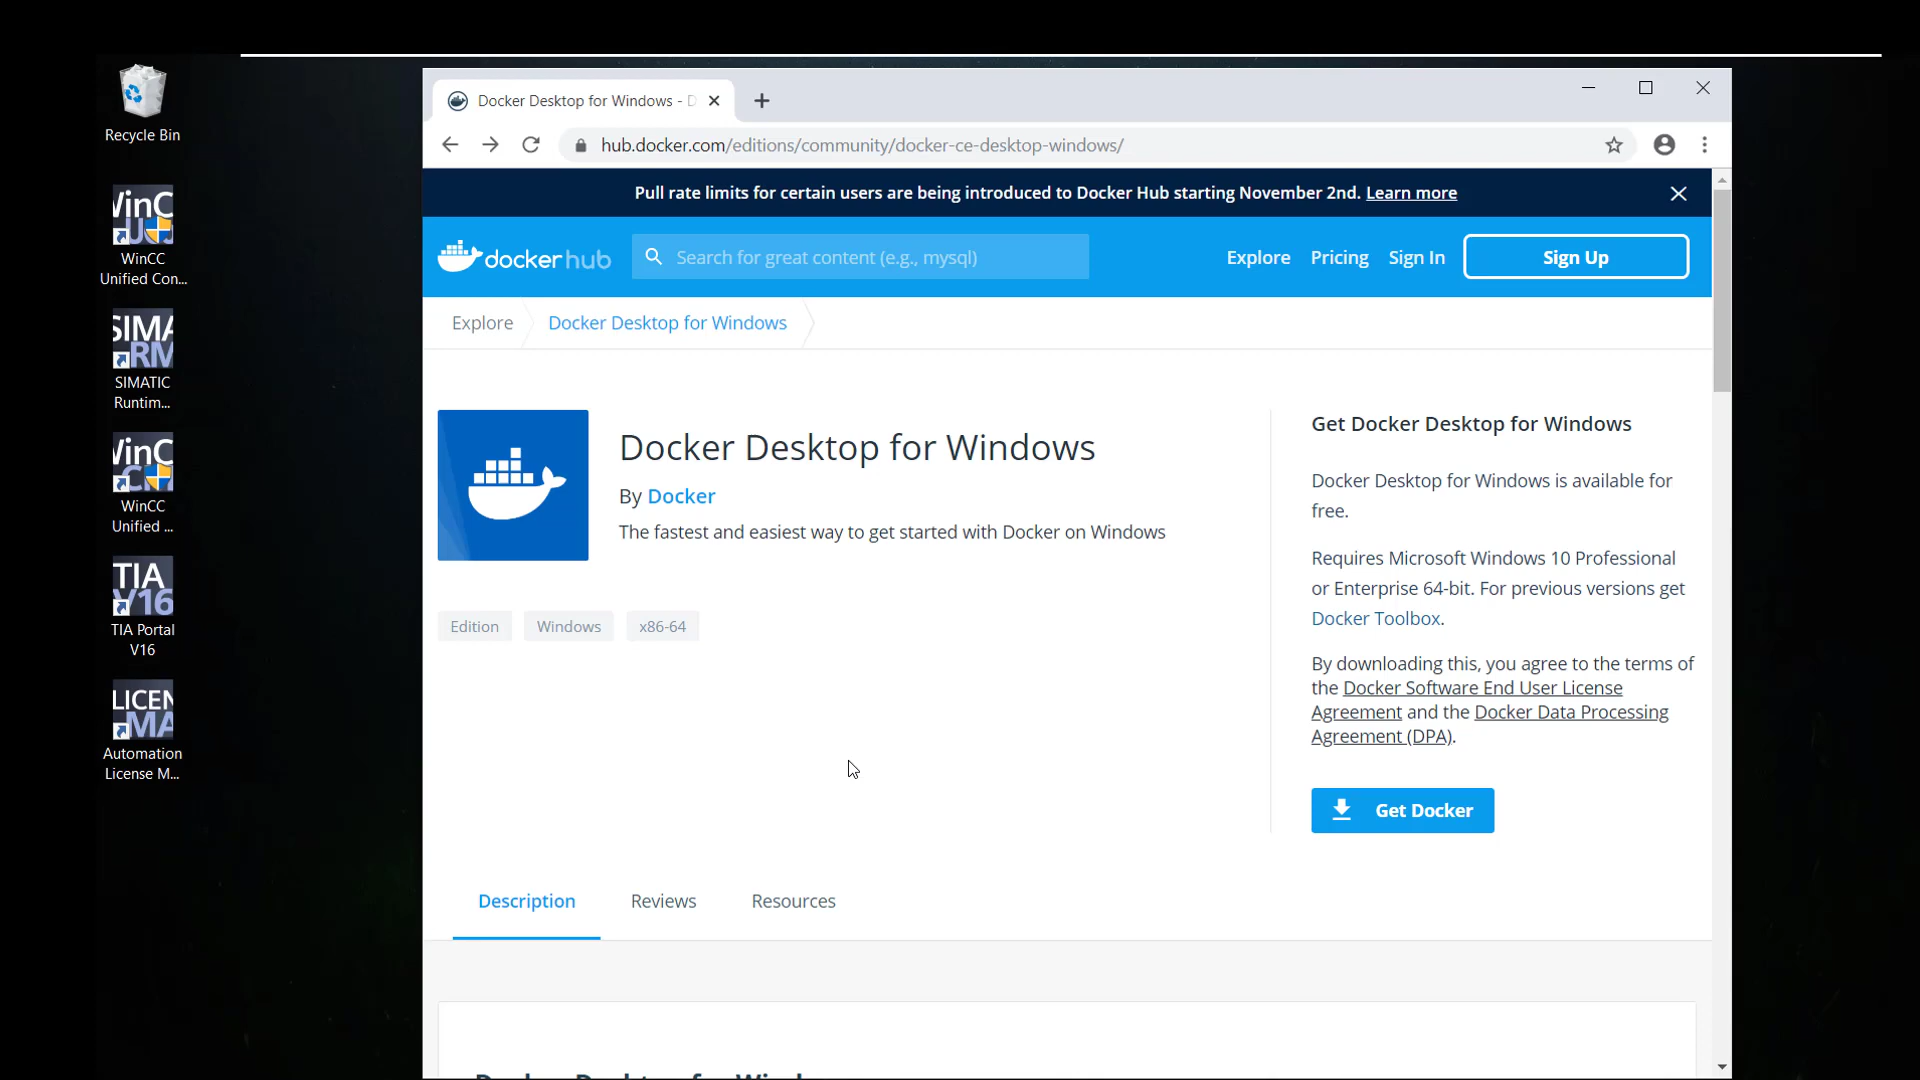 Recycle Bin
WinCC
Unified Con...
SIMATIC
Runtim...
WinCC
Unified ...
TIA
V16
TIA Portal
V16
LICEN
MA
Automation
License M...
Docker Desktop for Windows - D
hub.docker.com/editions/community/docker-ce-desktop-windows/
Pull rate limits for certain users are being introduced to Docker Hub starting November 2nd. Learn more
docker hub
Search for great content (e.g., mysql)
Explore
Pricing
Sign In
Sign Up
Explore
Docker Desktop for Windows
Docker Desktop for Windows
By Docker
The fastest and easiest way to get started with Docker on Windows
Edition
Windows
x86-64
Get Docker Desktop for Windows
Docker Desktop for Windows is available for
free.
Requires Microsoft Windows 10 Professional
or Enterprise 64-bit. For previous versions get
Docker Toolbox.
By downloading this, you agree to the terms of
the Docker Software End User License
Agreement and the Docker Data Processing
Agreement (DPA).
Get Docker
Description
Reviews
Resources